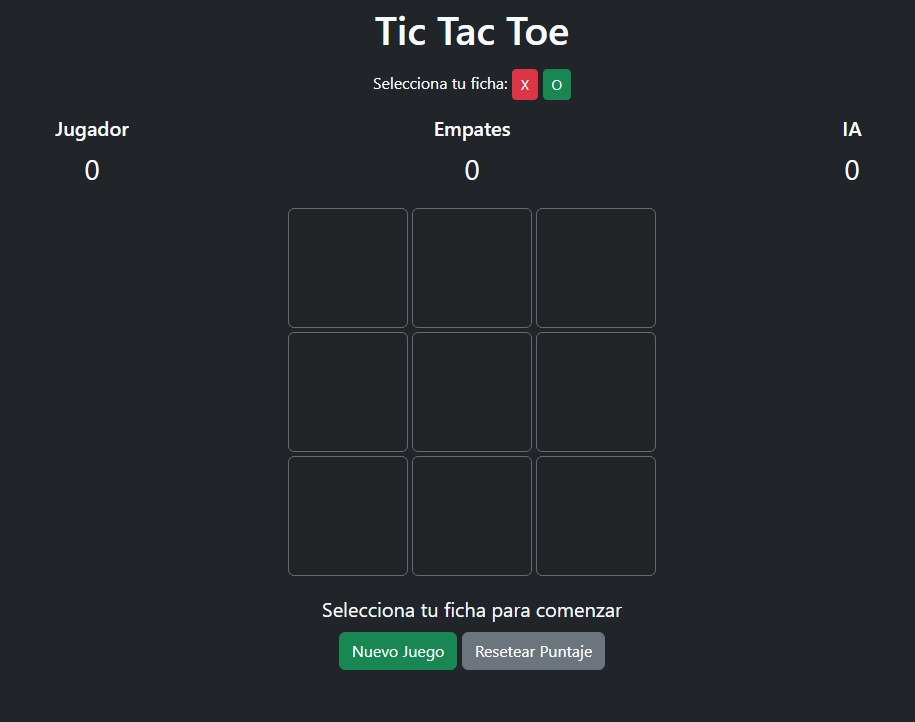 Tic Tac Toe
Selecciona tu ficha: X O
Jugador Empates IA
0 0 0
Selecciona tu ficha para comenzar
Nuevo Juego Resetear Puntaje